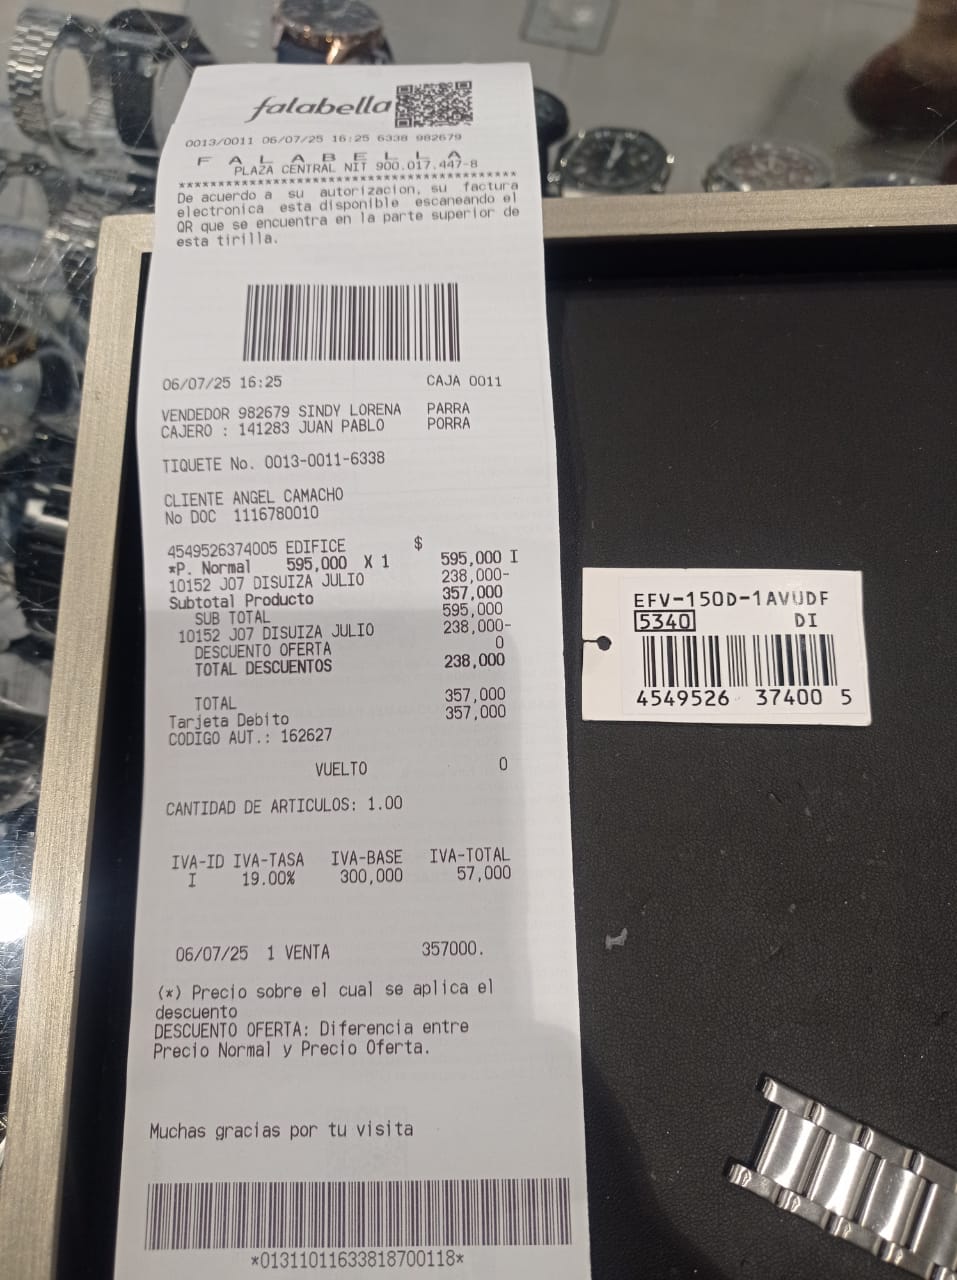 falabella
0013/0011 06/07/25 16:25 6338 982679
F A L A B E L L A
PLAZA CENTRAL NIT 900.017.447-8
************************************************
De acuerdo a su autorizacion, su factura
electronica esta disponible escaneando el
QR que se encuentra en la parte superior de
esta tirilla.
06/07/25 16:25 CAJA 0011
VENDEDOR 982679 SINDY LORENA PARRA
CAJERO : 141283 JUAN PABLO PORRA
TIQUETE No. 0013-0011-6338
CLIENTE ANGEL CAMACHO
No DOC 1116780010
4549526374005 EDIFICE $
*P. Normal 595,000 X 1 595,000 I
10152 J07 DISUIZA JULIO 238,000-
Subtotal Producto 357,000
SUB TOTAL 595,000
10152 J07 DISUIZA JULIO 238,000-
DESCUENTO OFERTA 0
TOTAL DESCUENTOS 238,000
TOTAL 357,000
Tarjeta Debito 357,000
CODIGO AUT.: 162627
VUELTO 0
CANTIDAD DE ARTICULOS: 1.00
IVA-ID IVA-TASA IVA-BASE IVA-TOTAL
I 19.00% 300,000 57,000
06/07/25 1 VENTA 357000.
(*) Precio sobre el cual se aplica el
descuento
DESCUENTO OFERTA: Diferencia entre
Precio Normal y Precio Oferta.
Muchas gracias por tu visita
*01311011633818700118*
EFV-150D-1AVUDF
5340 DI
4549526 37400 5